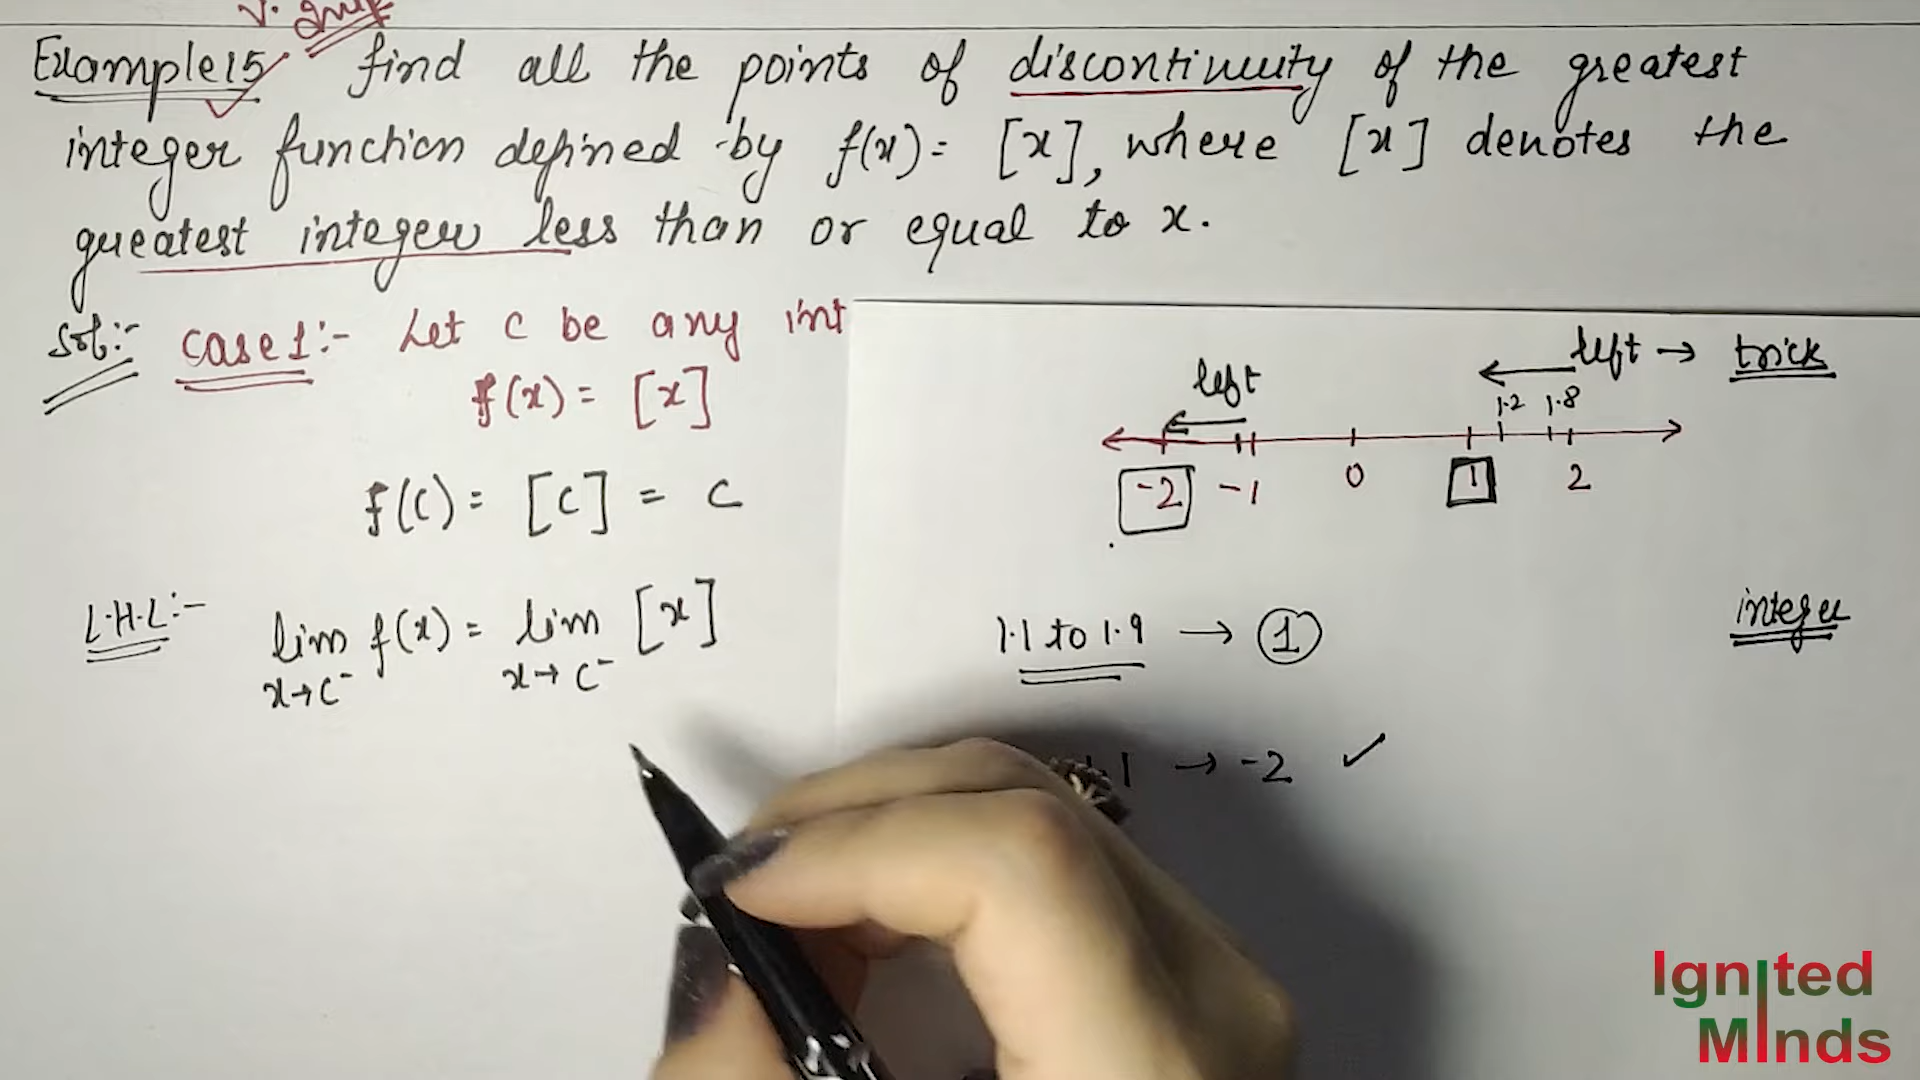 V. Imp
Example 15 find all the points of discontinuity of the greatest
integer function defined by f(x) = [x], where [x] denotes the
greatest integer less than or equal to x.
Sol:- Case 1:- Let c be any int
f(x) = [x]
f(c) = [c] = c
L.H.L:- lim x→c⁻ f(x) = lim x→c⁻ [x]
left left → trick
1.2 1.8
-2 -1 0 1 2
1.1 to 1.9 → 1
integer
→ -2 ✓
Ignited
Minds